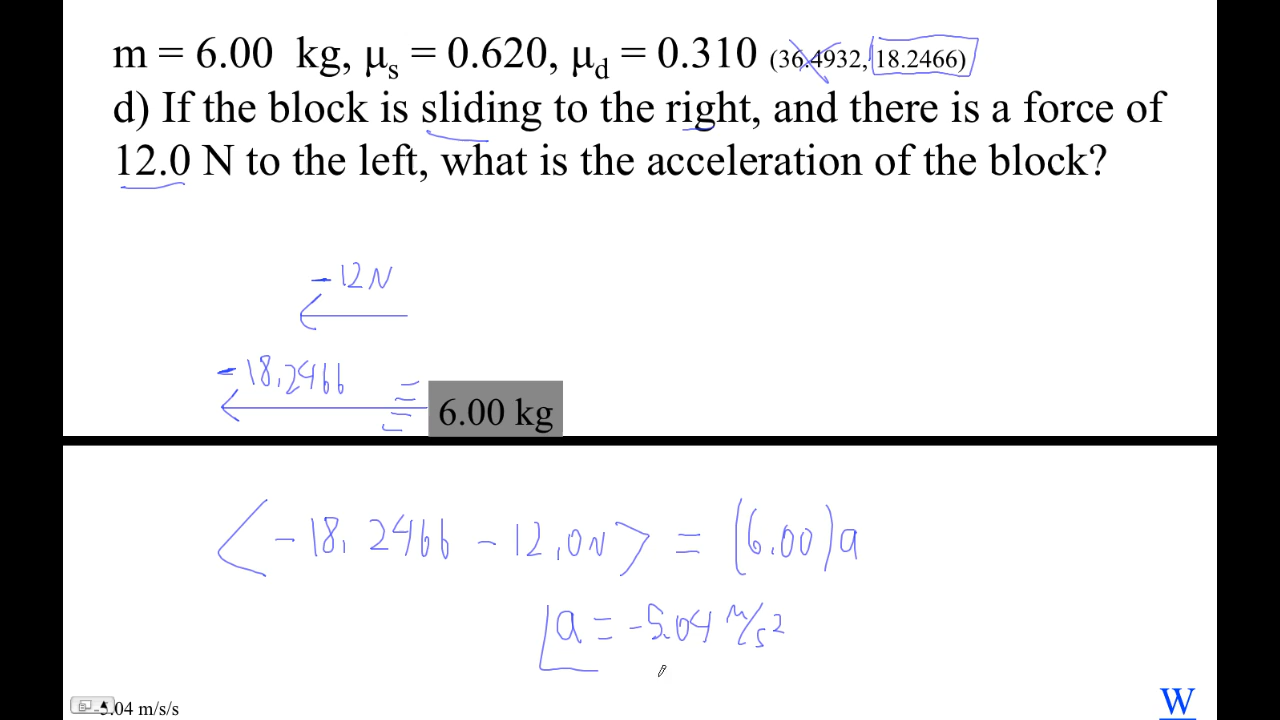 m = 6.00 kg, μs = 0.620, μd = 0.310 (36.4932, 18.2466)
d) If the block is sliding to the right, and there is a force of
12.0 N to the left, what is the acceleration of the block?
-12 N
-18.2466
6.00 kg
< -18.2466 - 12.0N > = (6.00)a
a = -5.04 m/s2
-5.04 m/s/s
W